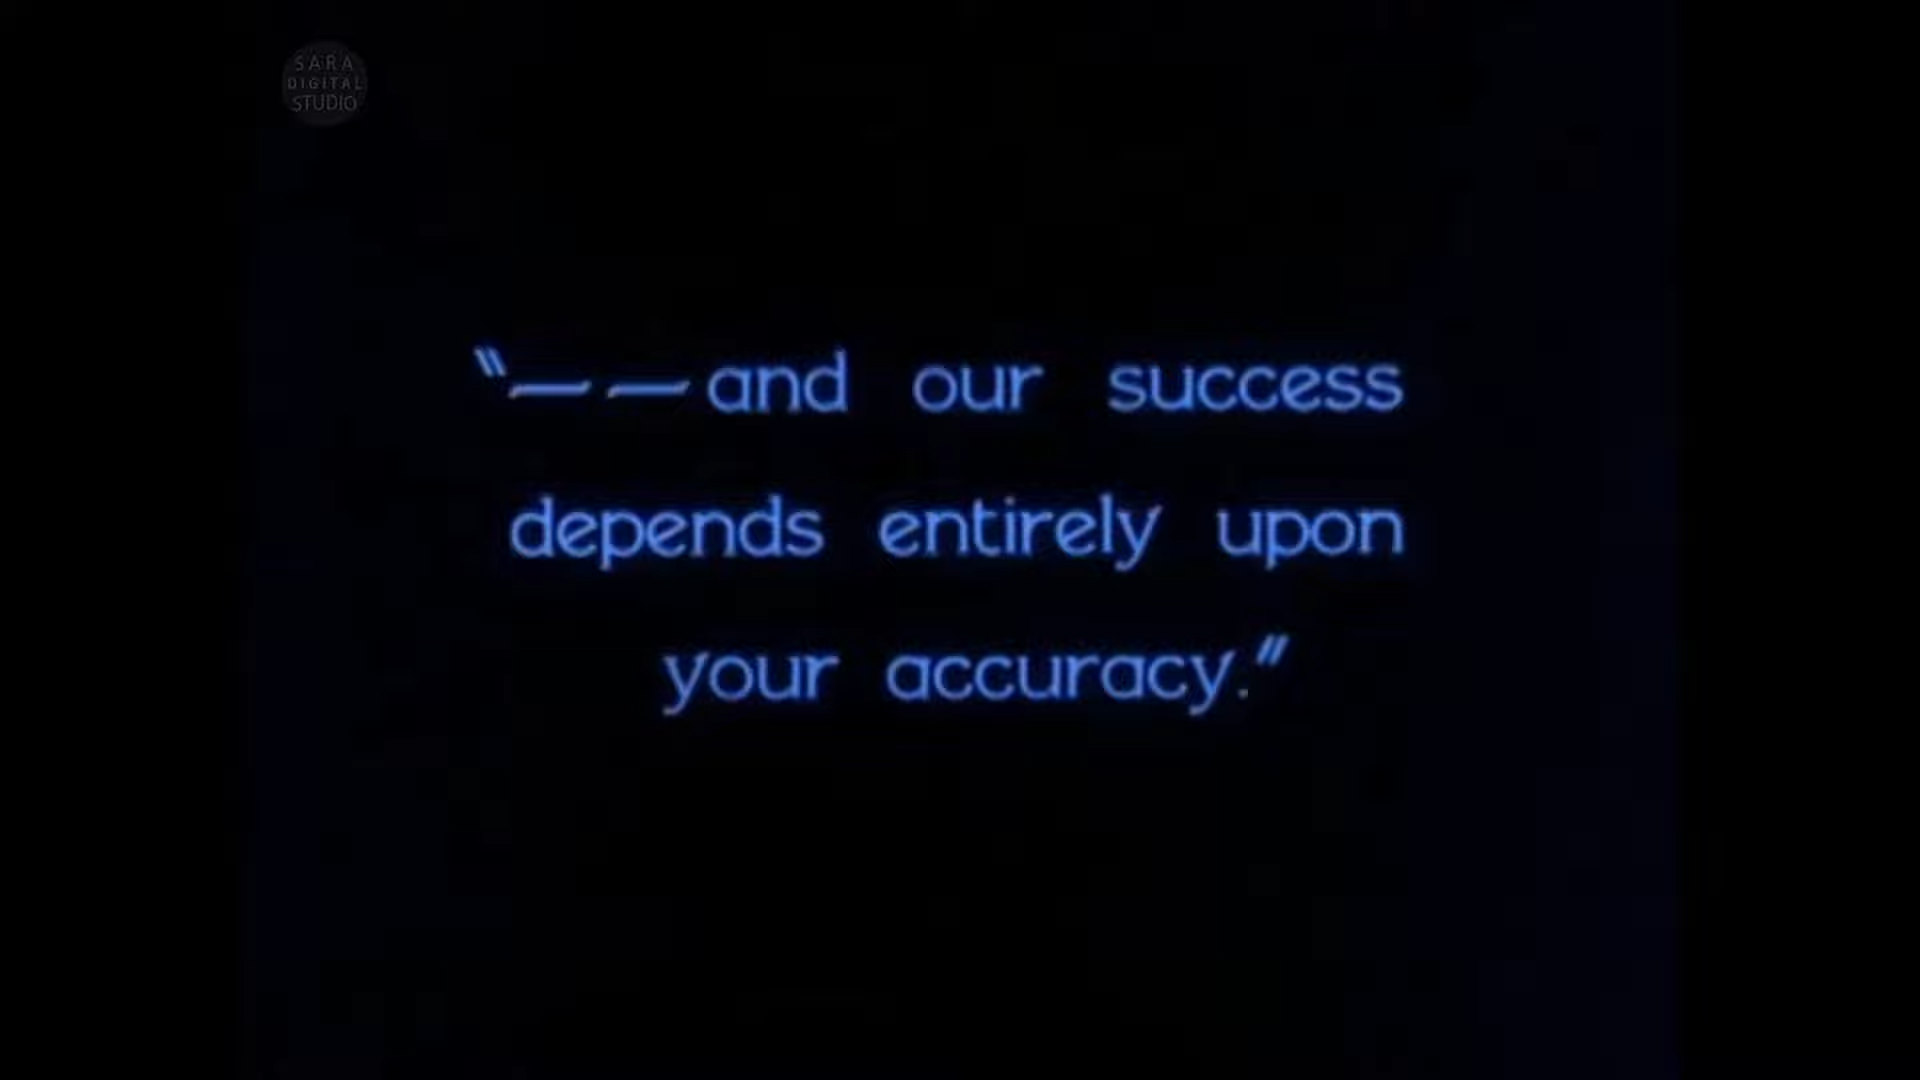 SARA
DIGITAL
STUDIO
"— —and our success
depends entirely upon
your accuracy."